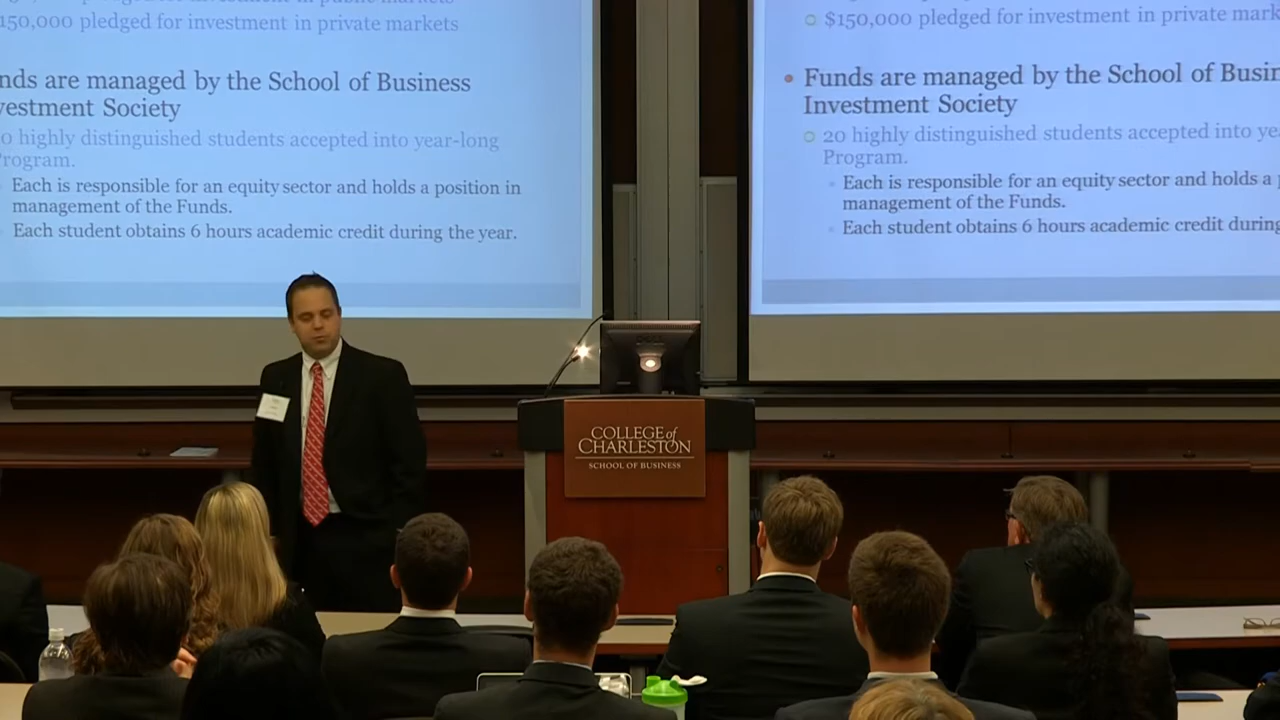 150,000 pledged for investment in private markets
nds are managed by the School of Business
vestment Society
0 highly distinguished students accepted into year-long
Program.
Each is responsible for an equity sector and holds a position in
management of the Funds.
Each student obtains 6 hours academic credit during the year.
$150,000 pledged for investment in private mark
Funds are managed by the School of Busin
Investment Society
20 highly distinguished students accepted into yea
Program.
Each is responsible for an equity sector and holds a p
management of the Funds.
Each student obtains 6 hours academic credit during
COLLEGE of
CHARLESTON
SCHOOL OF BUSINESS